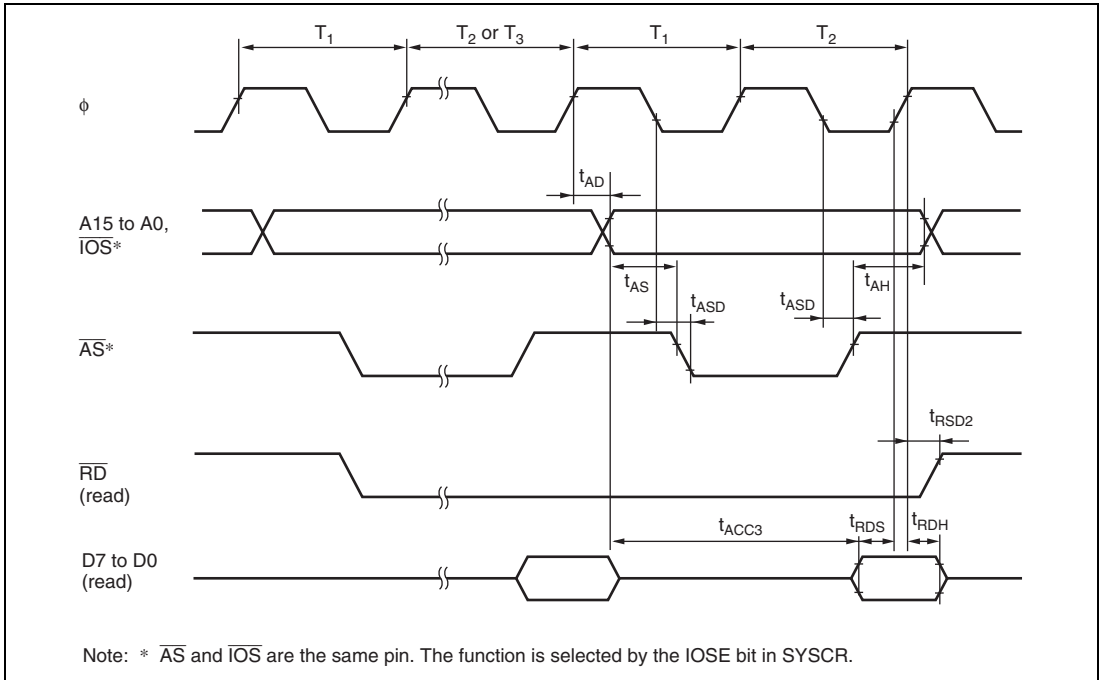 T1 T2 or T3 T1 T2
ϕ
tAD
A15 to A0,
IOS*
tAS tASD tASD tAH
AS*
tRSD2
RD
(read)
tACC3 tRDS tRDH
D7 to D0
(read)
Note: * AS and IOS are the same pin. The function is selected by the IOSE bit in SYSCR.